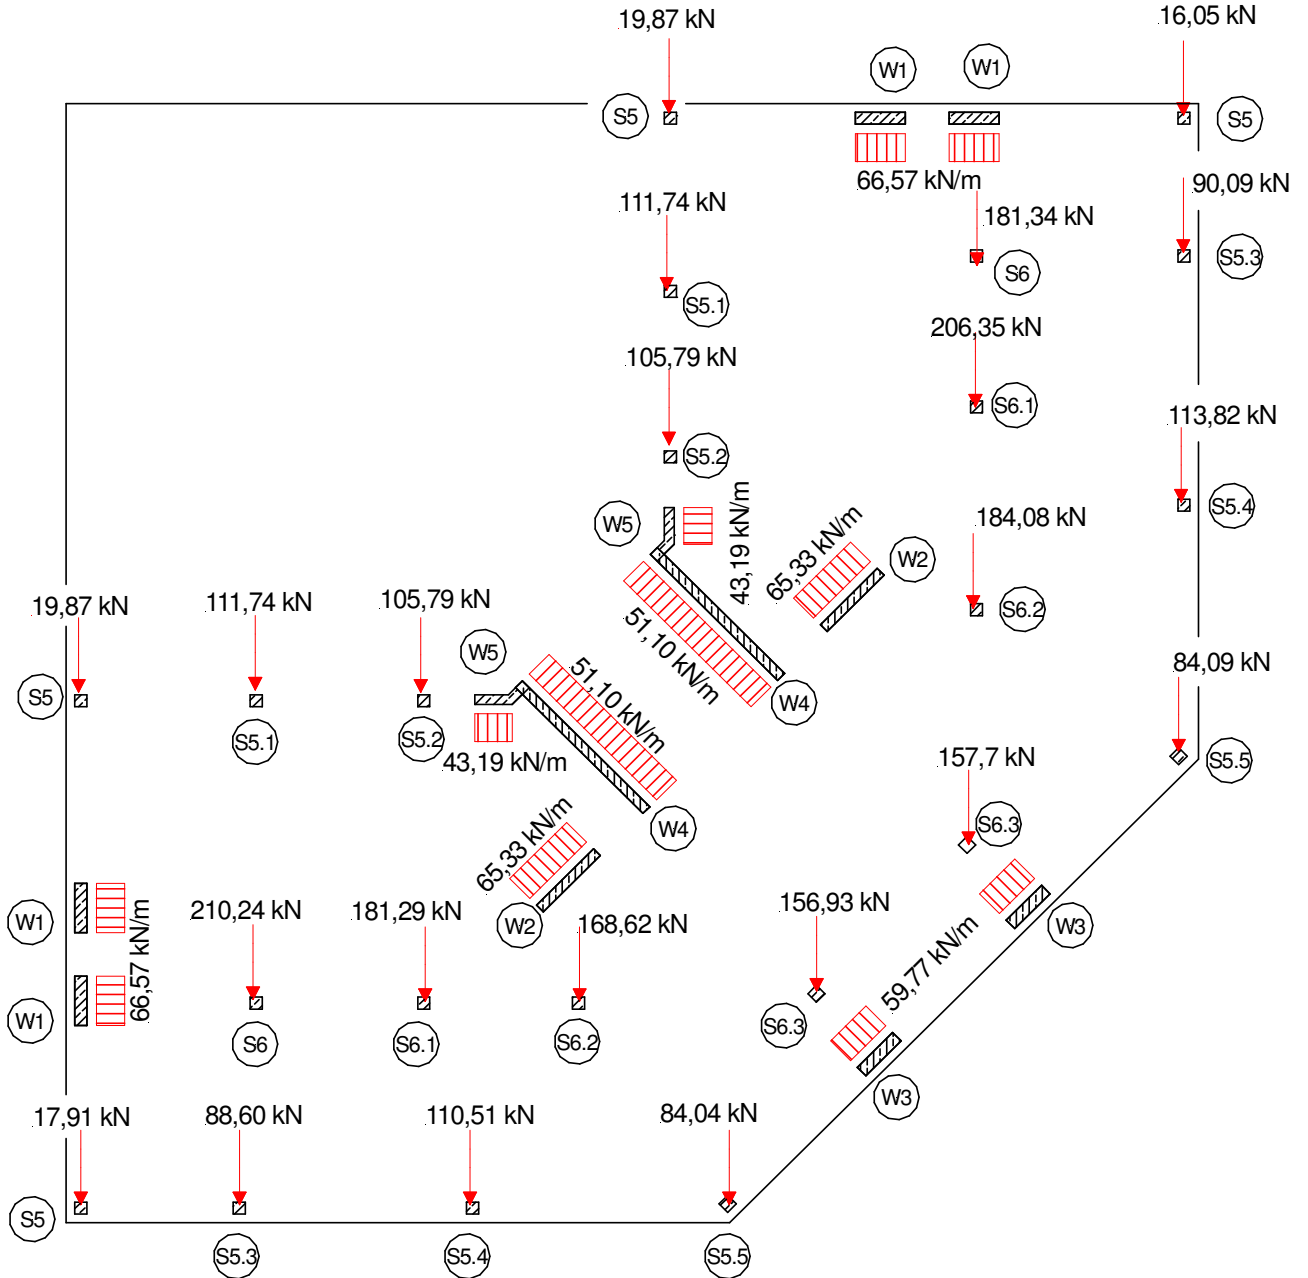 19,87 kN
16,05 kN
W1
W1
S5
S5
66,57 kN/m
90,09 kN
111,74 kN
181,34 kN
S5.3
S6
S5.1
206,35 kN
105,79 kN
S6.1
113,82 kN
S5.2
43,19 kN/m
W5
65,33 kN/m
S5.4
184,08 kN
W2
19,87 kN
111,74 kN
105,79 kN
S6.2
51,10 kN/m
W5
84,09 kN
51,10 kN/m
S5
W4
S5.1
S5.2
43,19 kN/m
157,7 kN
S5.5
W4
S6.3
65,33 kN/m
156,93 kN
210,24 kN
181,29 kN
W1
W2
168,62 kN
W3
66,57 kN/m
59,77 kN/m
W1
S6
S6.1
S6.2
S6.3
W3
17,91 kN
88,60 kN
110,51 kN
84,04 kN
S5
S5.3
S5.4
S5.5